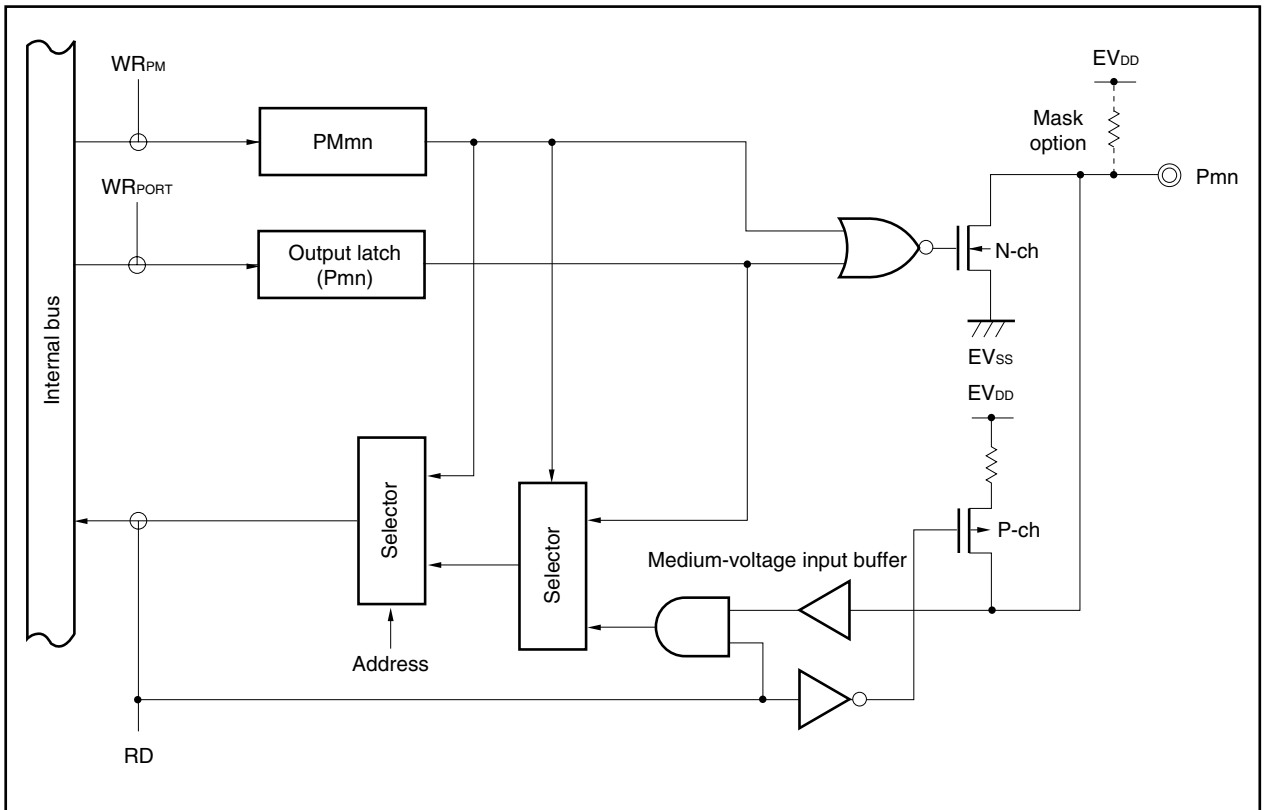 WRPM
EVDD
Mask
option
PMmn
Pmn
WRPORT
Output latch
(Pmn)
N-ch
Internal bus
EVSS
EVDD
Selector
Selector
P-ch
Medium-voltage input buffer
Address
RD